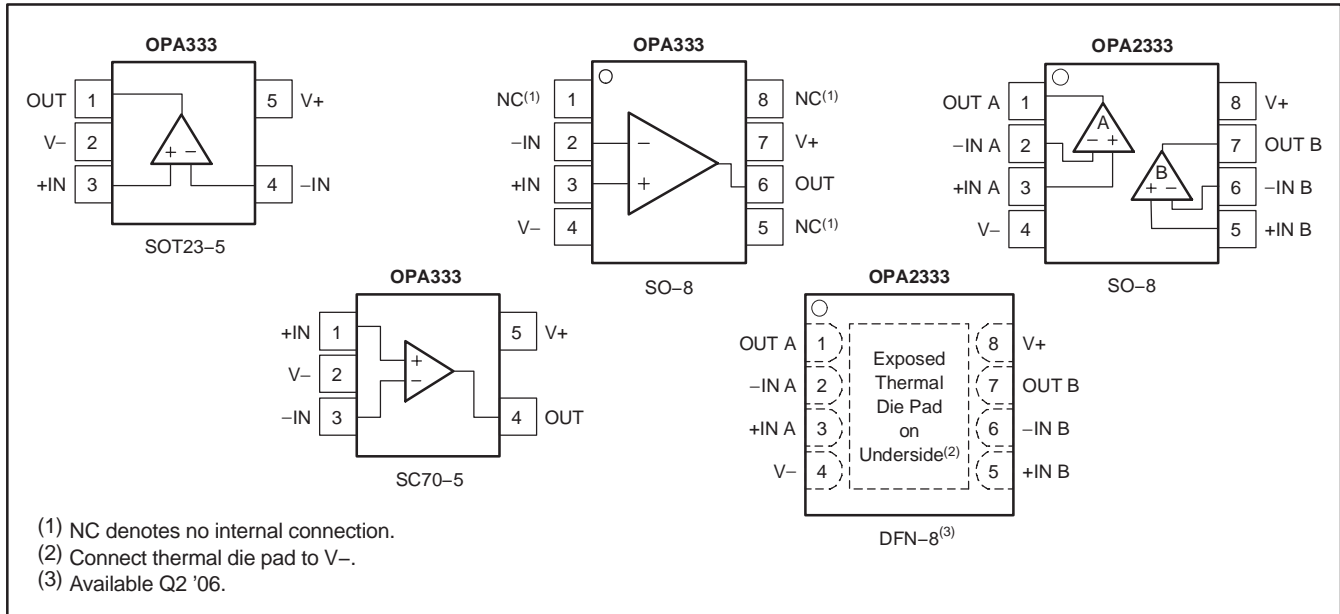 OPA333
OUT 1 5 V+
V− 2
+IN 3 4 −IN
+ −
SOT23−5
OPA333
NC(1) 1 8 NC(1)
−IN 2 − 7 V+
+IN 3 + 6 OUT
V− 4 5 NC(1)
SO−8
OPA2333
OUT A 1 8 V+
A
−IN A 2 − + 7 OUT B
B
+IN A 3 + − 6 −IN B
V− 4 5 +IN B
SO−8
OPA333
+IN 1 5 V+
+
V− 2
−
−IN 3 4 OUT
SC70−5
OPA2333
OUT A 1 8 V+
−IN A 2 7 OUT B
+IN A 3 6 −IN B
V− 4 5 +IN B
Exposed
Thermal
Die Pad
on
Underside(2)
DFN−8(3)
(1) NC denotes no internal connection.
(2) Connect thermal die pad to V−.
(3) Available Q2 '06.